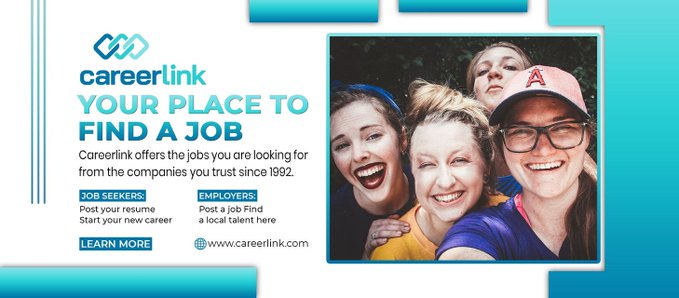 careerlink
YOUR PLACE TO
FIND A JOB
Careerlink offers the jobs you are looking for
from the companies you trust since 1992.
JOB SEEKERS:
Post your resume
Start your new career
EMPLOYERS:
Post a job Find
a local talent here
LEARN MORE
www.careerlink.com
A